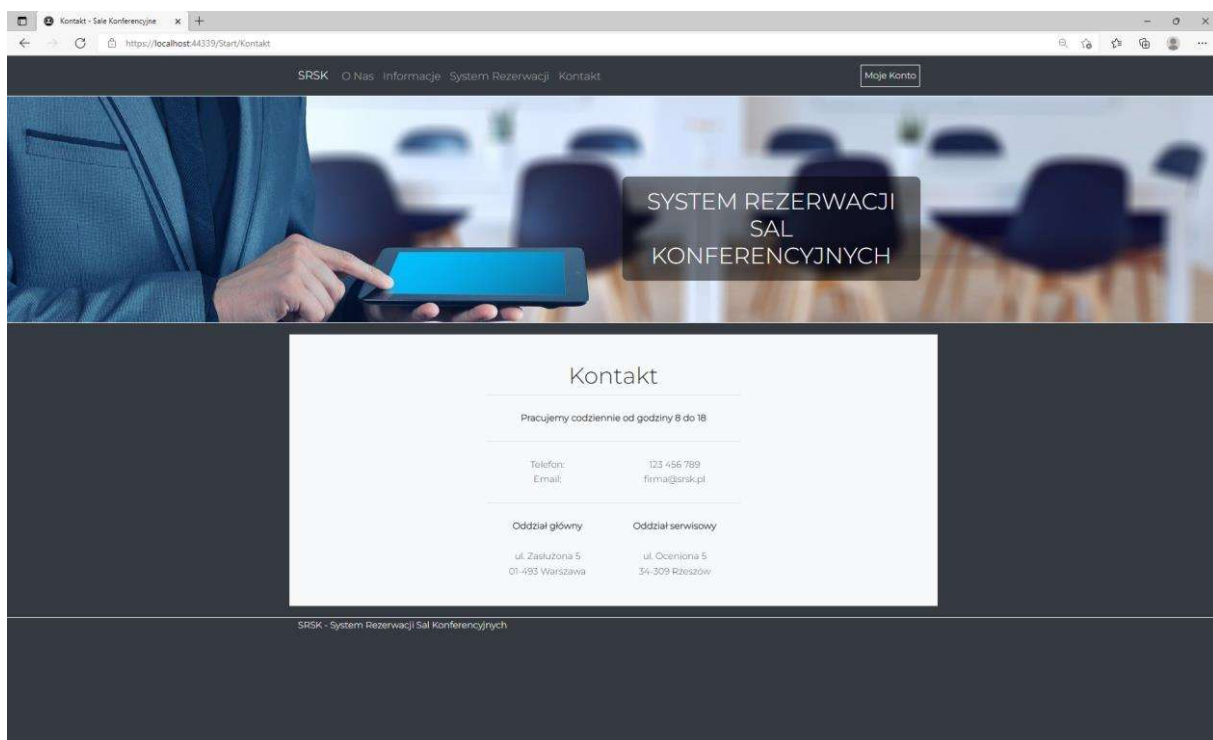 Kontakt - Sale Konferencyjne
https://localhost:44339/Start/Kontakt
SRSK O Nas Informacje System Rezerwacji Kontakt Moje Konto
SYSTEM REZERWACJI
SAL
KONFERENCYJNYCH
Kontakt
Pracujemy codziennie od godziny 8 do 18
Telefon: 123 456 789
Email: firma@srsk.pl
Oddział główny Oddział serwisowy
ul. Zasłużona 5 ul. Oceniona 5
01-493 Warszawa 34-309 Rzeszów
SRSK - System Rezerwacji Sal Konferencyjnych